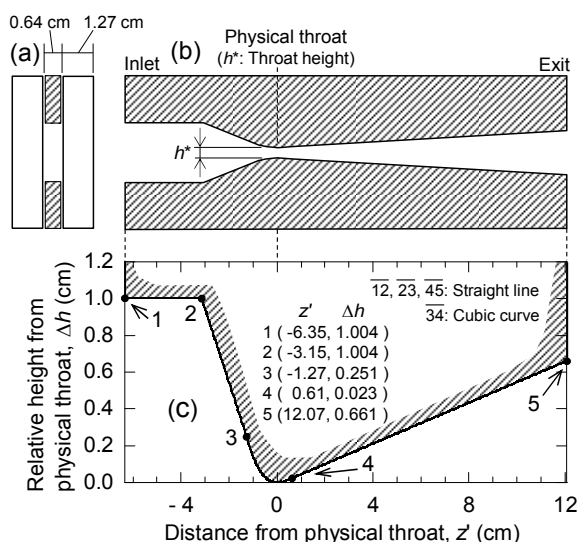 0.64 cm
1.27 cm
(a)
(b)
Physical throat
(h*: Throat height)
Inlet
Exit
h*
Relative height from
physical throat, Δh (cm)
1.2
1.0
0.8
0.6
0.4
0.2
0.0
12, 23, 45: Straight line
34: Cubic curve
z' Δh
1 ( -6.35, 1.004 )
2 ( -3.15, 1.004 )
3 ( -1.27, 0.251 )
4 ( 0.61, 0.023 )
5 ( 12.07, 0.661 )
1
2
3
4
5
(c)
- 4 0 4 8 12
Distance from physical throat, z' (cm)